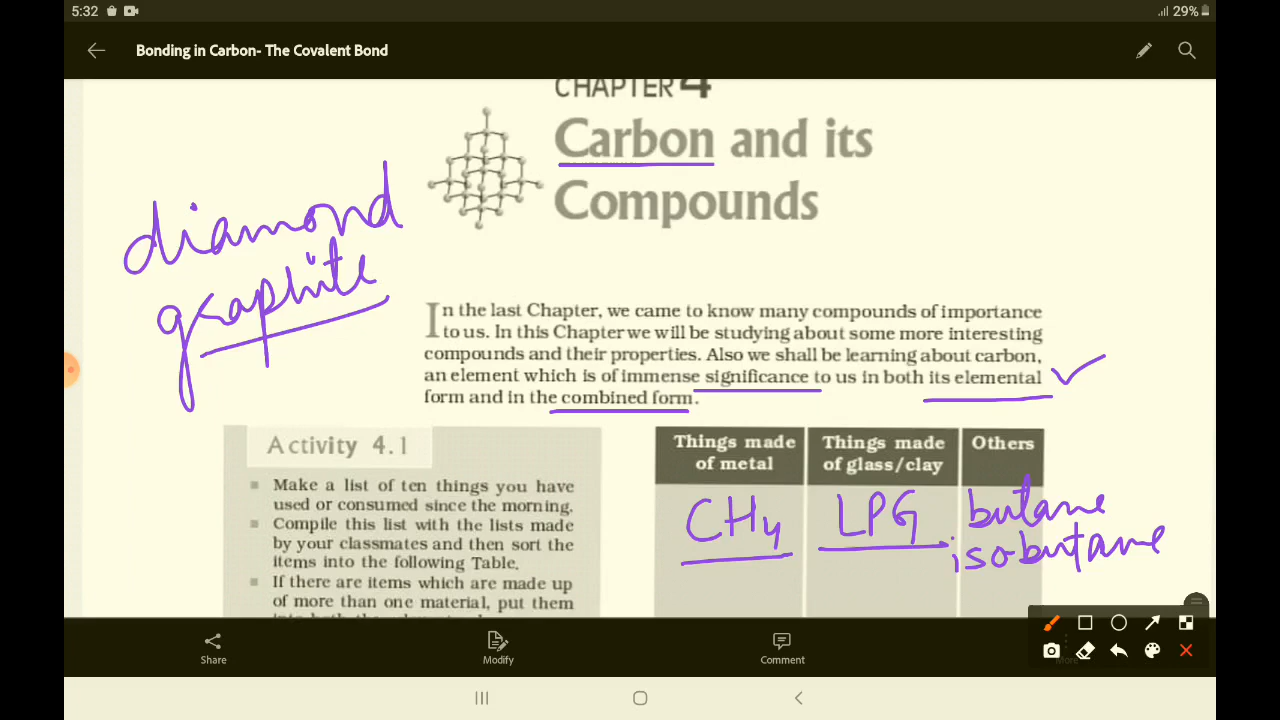 5:32
29%
Bonding in Carbon- The Covalent Bond
CHAPTER 4
Carbon and its
Compounds
diamond
graphite
In the last Chapter, we came to know many compounds of importance
to us. In this Chapter we will be studying about some more interesting
compounds and their properties. Also we shall be learning about carbon,
an element which is of immense significance to us in both its elemental
form and in the combined form.
Activity 4.1
Make a list of ten things you have
used or consumed since the morning.
Compile this list with the lists made
by your classmates and then sort the
items into the following Table.
If there are items which are made up
of more than one material, put them
Things made
of metal
Things made
of glass/clay
Others
CH4
LPG
butane
isobutane
Share
Modify
Comment
More